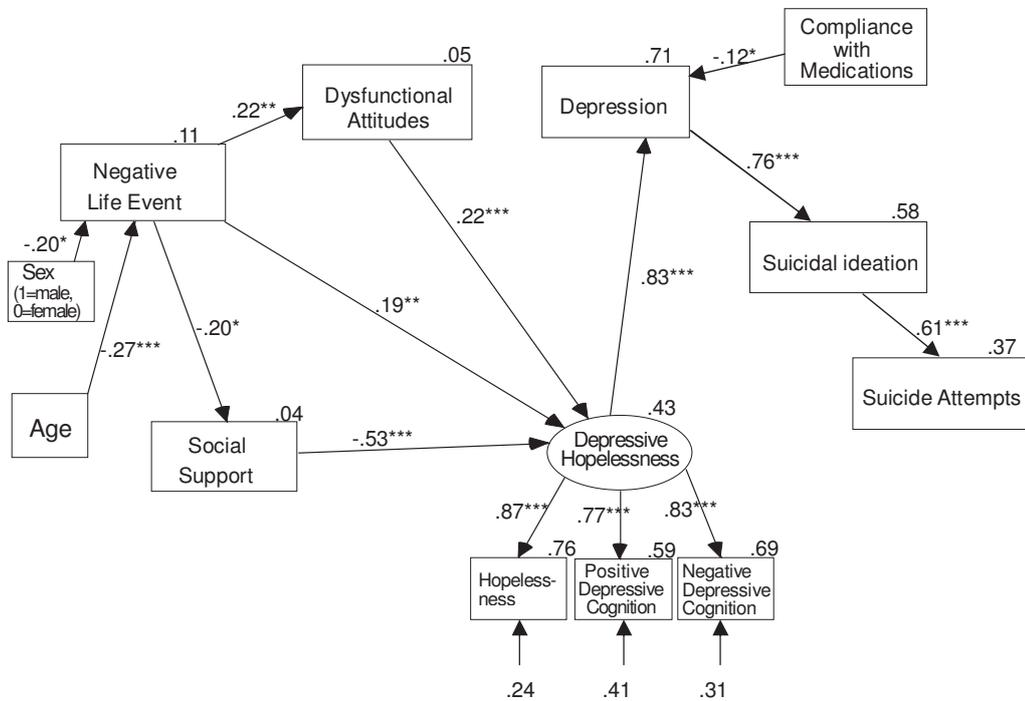 Compliance
with
Medications
-.12*
.71
Depression
.05
Dysfunctional
Attitudes
.22**
.11
Negative
Life Event
.76***
.58
Suicidal ideation
.22***
.83***
-.20*
Sex
(1=male,
0=female)
.19**
-.20*
.61***
.37
Suicide Attempts
-.27***
Age
.04
Social
Support
-.53***
.43
Depressive
Hopelessness
.87***
.77***
.83***
.76
Hopeless-
ness
.59
Positive
Depressive
Cognition
.69
Negative
Depressive
Cognition
.24
.41
.31